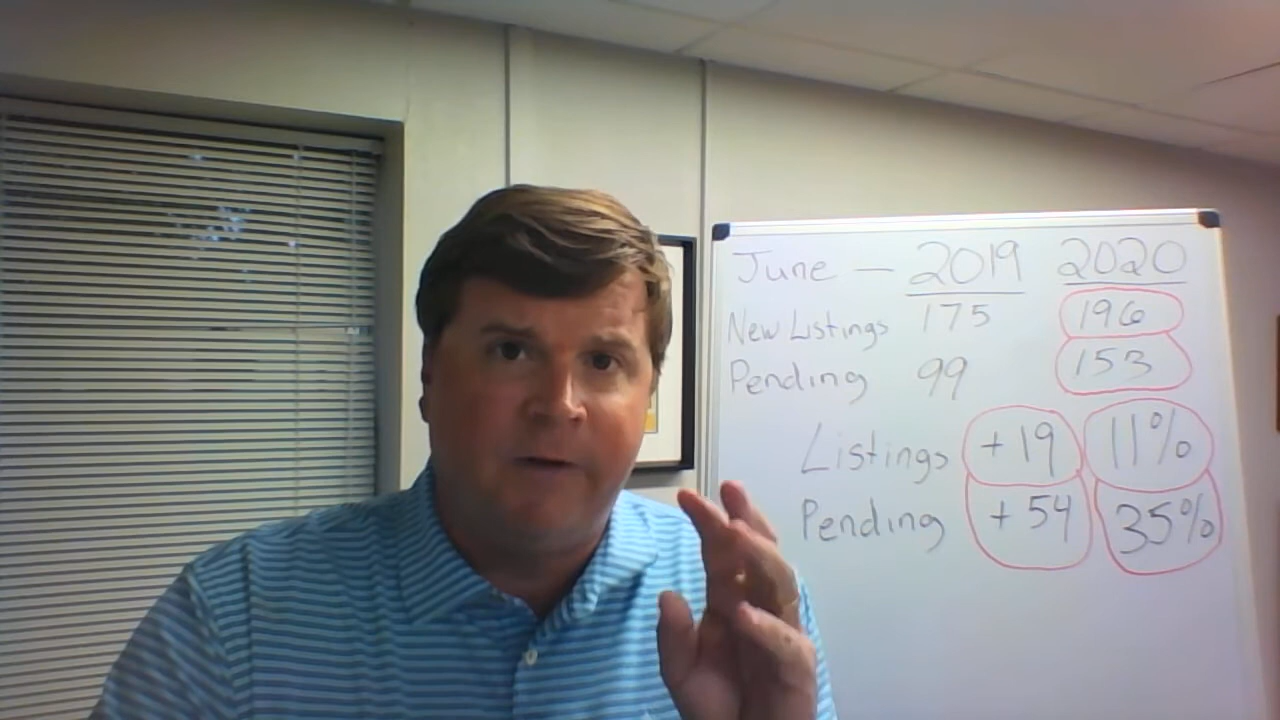 June — 2019 2020
New Listings 175 196
Pending 99 153
Listings +19 11%
Pending +54 35%